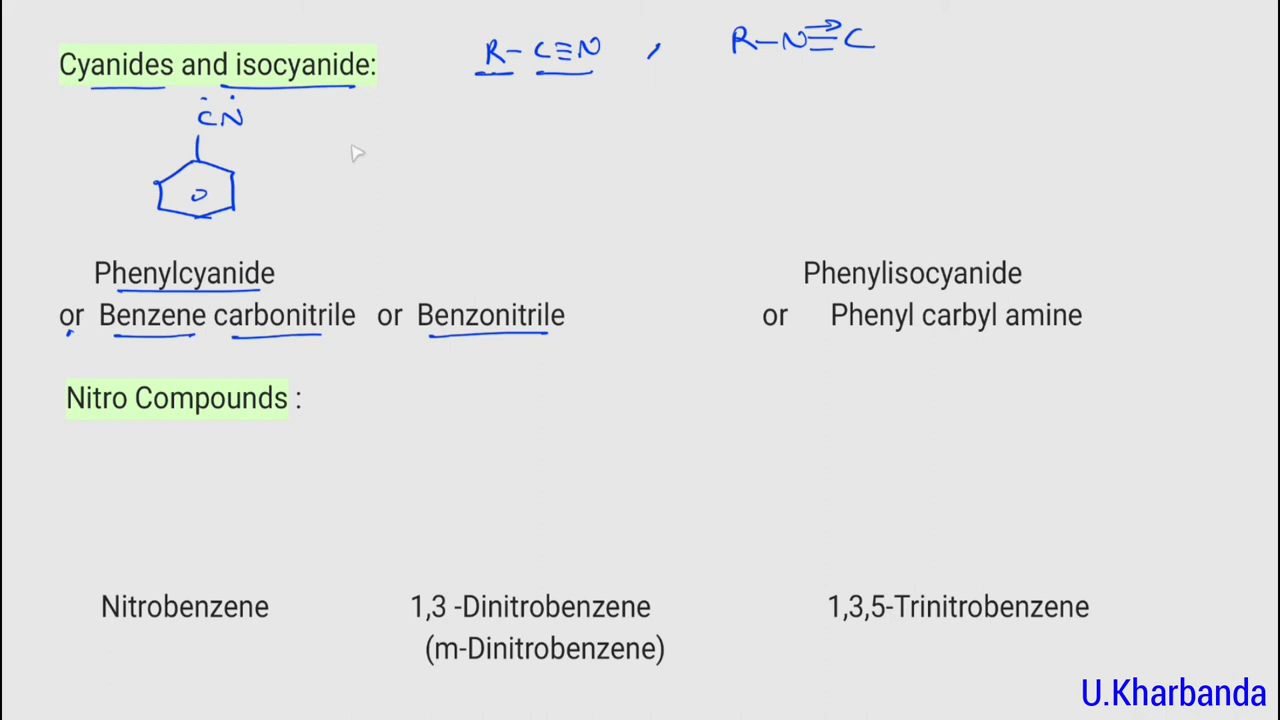 Cyanides and isocyanide: R-C≡N , R-N≡C
CN
Phenylcyanide Phenylisocyanide
or Benzene carbonitrile or Benzonitrile or Phenyl carbyl amine
Nitro Compounds :
Nitrobenzene 1,3 -Dinitrobenzene 1,3,5-Trinitrobenzene
(m-Dinitrobenzene)
U.Kharbanda